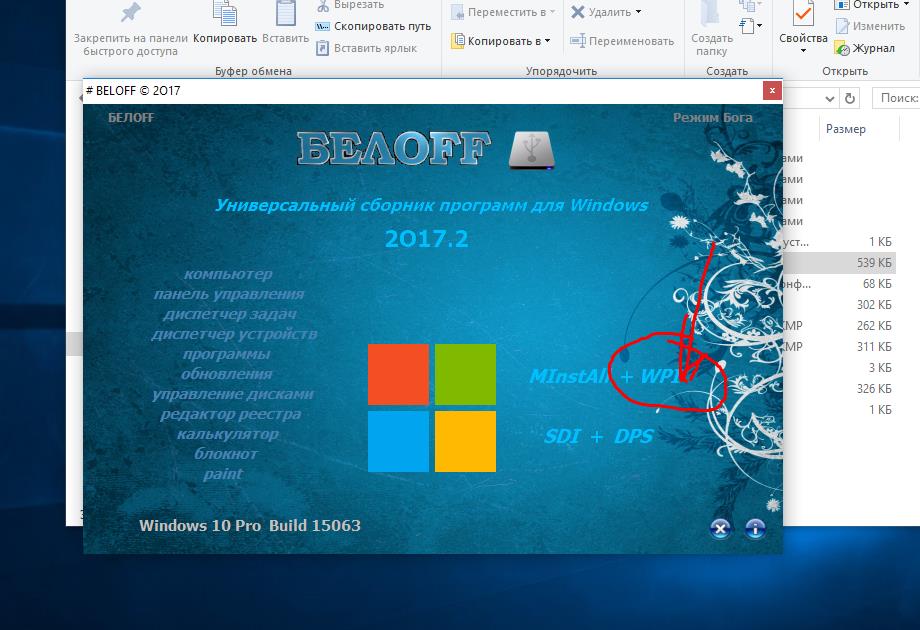 Вырезать
Скопировать путь
Вставить ярлык
Закрепить на панели
быстрого доступа
Копировать
Вставить
Буфер обмена
Переместить в
Копировать в
Удалить
Переименовать
Упорядочить
Создать
папку
Создать
Свойства
Открыть
Изменить
Журнал
Открыть
# BELOFF © 2O17
x
Поиск:
БЕЛOFF
Режим Бога
Размер
БЕЛOFF
Универсальный сборник программ для Windows
2O17.2
ами
ами
ами
ами
уст...
1 КБ
539 КБ
онф...
68 КБ
302 КБ
262 КБ
311 КБ
3 КБ
326 КБ
1 КБ
компьютер
панель управления
диспетчер задач
диспетчер устройств
программы
обновления
управление дисками
редактор реестра
калькулятор
блокнот
paint
MInstAll + WPI
SDI + DPS
Windows 10 Pro Build 15063